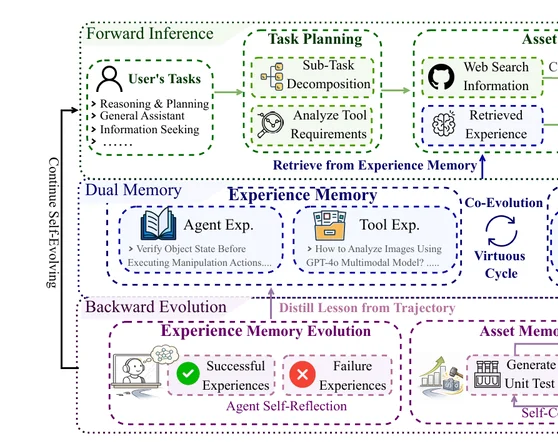 Forward Inference
Task Planning
Asset
User's Tasks
Reasoning & Planning
General Assistant
Information Seeking
......
Sub-Task
Decomposition
Analyze Tool
Requirements
Web Search
Information
C
Retrieved
Experience
Retrieve from Experience Memory
Continue Self-Evolving
Dual Memory
Experience Memory
Agent Exp.
> Verify Object State Before
Executing Manipulation Actions....
Tool Exp.
> How to Analyze Images Using
GPT-4o Multimodal Model? .....
Co-Evolution
Virtuous
Cycle
Backward Evolution
Distill Lesson from Trajectory
Experience Memory Evolution
Successful
Experiences
Failure
Experiences
Agent Self-Reflection
Asset Memo
Generate
Unit Test
Self-Co